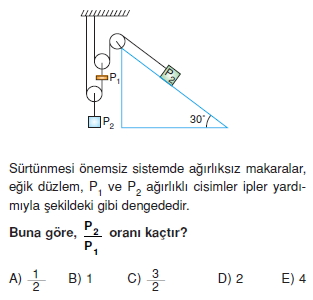 P₁
P₂
P₂
30°
Sürtünmesi önemsiz sistemde ağırlıksız makaralar,
eğik düzlem, P₁ ve P₂ ağırlıklı cisimler ipler yardı-
mıyla şekildeki gibi dengededir.
Buna göre, P₂/P₁ oranı kaçtır?
A) 1/2 B) 1 C) 3/2 D) 2 E) 4